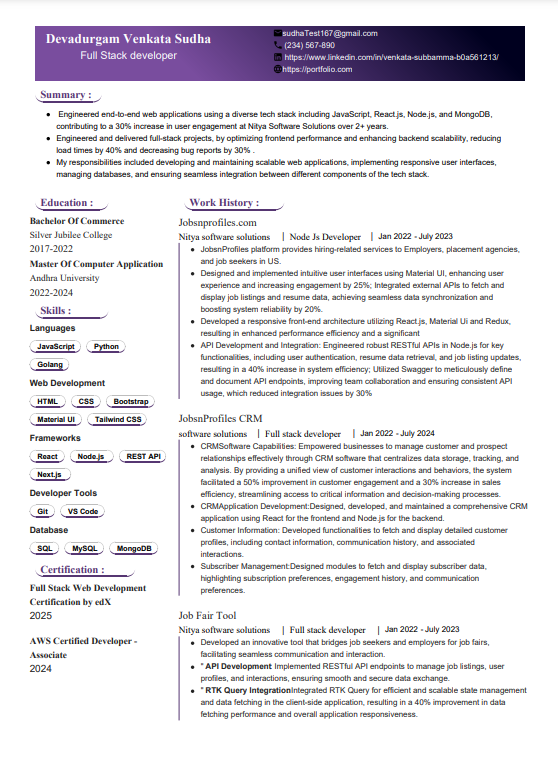 Devadurgam Venkata Sudha
Full Stack developer
sudhaTest167@gmail.com
(234) 567-890
https://www.linkedin.com/in/venkata-subbamma-b0a561213/
https://portfolio.com
Summary :
• Engineered end-to-end web applications using a diverse tech stack including JavaScript, React.js, Node.js, and MongoDB,
contributing to a 30% increase in user engagement at Nitya Software Solutions over 2+ years.
• Engineered and delivered full-stack projects, by optimizing frontend performance and enhancing backend scalability, reducing
load times by 40% and decreasing bug reports by 30% .
• My responsibilities included developing and maintaining scalable web applications, implementing responsive user interfaces,
managing databases, and ensuring seamless integration between different components of the tech stack.
Education :
Bachelor Of Commerce
Silver Jubilee College
2017-2022
Master Of Computer Application
Andhra University
2022-2024
Skills :
Languages
JavaScript Python
Golang
Web Development
HTML CSS Bootstrap
Material UI Tailwind CSS
Frameworks
React Node.js REST API
Next.js
Developer Tools
Git VS Code
Database
SQL MySQL MongoDB
Certification :
Full Stack Web Development
Certification by edX
2025
AWS Certified Developer -
Associate
2024
Work History :
Jobsnprofiles.com
Nitya software solutions | Node Js Developer | Jan 2022 - July 2023
• JobsnProfiles platform provides hiring-related services to Employers, placement agencies,
and job seekers in US.
• Designed and implemented intuitive user interfaces using Material UI, enhancing user
experience and increasing engagement by 25%; Integrated external APIs to fetch and
display job listings and resume data, achieving seamless data synchronization and
boosting system reliability by 20%.
• Developed a responsive front-end architecture utilizing React.js, Material Ui and Redux,
resulting in enhanced performance efficiency and a significant
• API Development and Integration: Engineered robust RESTful APIs in Node.js for key
functionalities, including user authentication, resume data retrieval, and job listing updates,
resulting in a 40% increase in system efficiency; Utilized Swagger to meticulously define
and document API endpoints, improving team collaboration and ensuring consistent API
usage, which reduced integration issues by 30%
JobsnProfiles CRM
software solutions | Full stack developer | Jan 2022 - July 2024
• CRMSoftware Capabilities: Empowered businesses to manage customer and prospect
relationships effectively through CRM software that centralizes data storage, tracking, and
analysis. By providing a unified view of customer interactions and behaviors, the system
facilitated a 50% improvement in customer engagement and a 30% increase in sales
efficiency, streamlining access to critical information and decision-making processes.
• CRMApplication Development:Designed, developed, and maintained a comprehensive CRM
application using React for the frontend and Node.js for the backend.
• Customer Information: Developed functionalities to fetch and display detailed customer
profiles, including contact information, communication history, and associated
interactions.
• Subscriber Management:Designed modules to fetch and display subscriber data,
highlighting subscription preferences, engagement history, and communication
preferences.
Job Fair Tool
Nitya software solutions | Full stack developer | Jan 2022 - July 2023
• Developed an innovative tool that bridges job seekers and employers for job fairs,
facilitating seamless communication and interaction.
• " API Development Implemented RESTful API endpoints to manage job listings, user
profiles, and interactions, ensuring smooth and secure data exchange.
• " RTK Query IntegrationIntegrated RTK Query for efficient and scalable state management
and data fetching in the client-side application, resulting in a 40% improvement in data
fetching performance and overall application responsiveness.